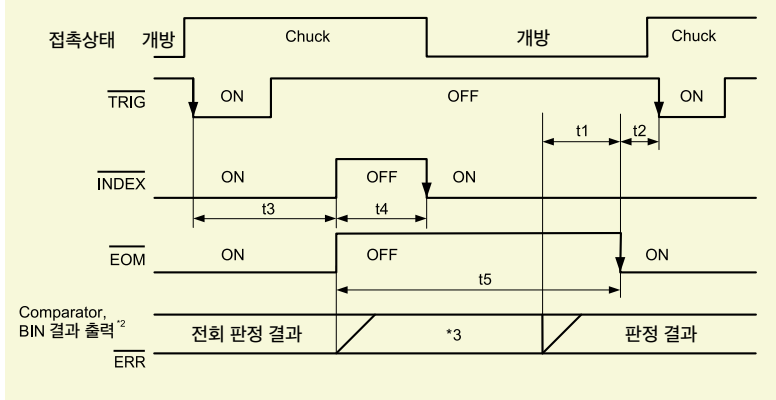 접촉상태 개방 Chuck 개방 Chuck
TRIG ON OFF ON
t1 t2
INDEX ON OFF ON
t3 t4
EOM ON OFF ON
t5
Comparator,
BIN 결과 출력*2 전회 판정 결과 *3 판정 결과
ERR